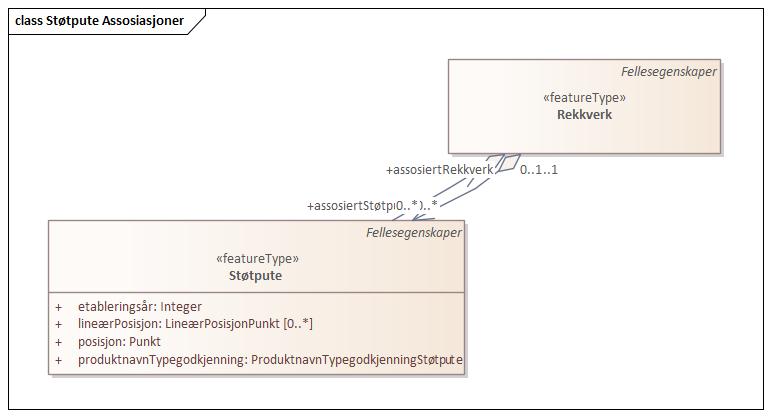 class Støtpute Assosiasjoner
Fellesegenskaper
«featureType»
Rekkverk
+assosiertRekkverk
0..1..1
0..*
Fellesegenskaper
«featureType»
Støtpute
+ etableringsår: Integer
+ lineærPosisjon: LineærPosisjonPunkt [0..*]
+ posisjon: Punkt
+ produktnavnTypegodkjenning: ProduktnavnTypegodkjenningStøtpute